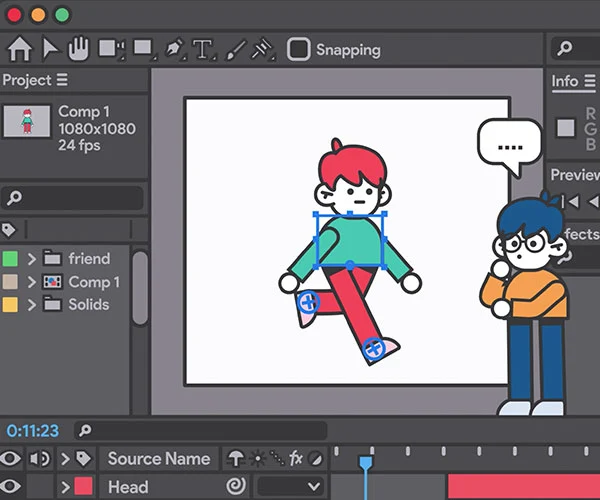 Snapping
Project
Info
Comp 1
1080x1080
24 fps
R
G
B
....
Preview
ffects
friend
Comp 1
Solids
0:11:23
Source Name
fx
Head